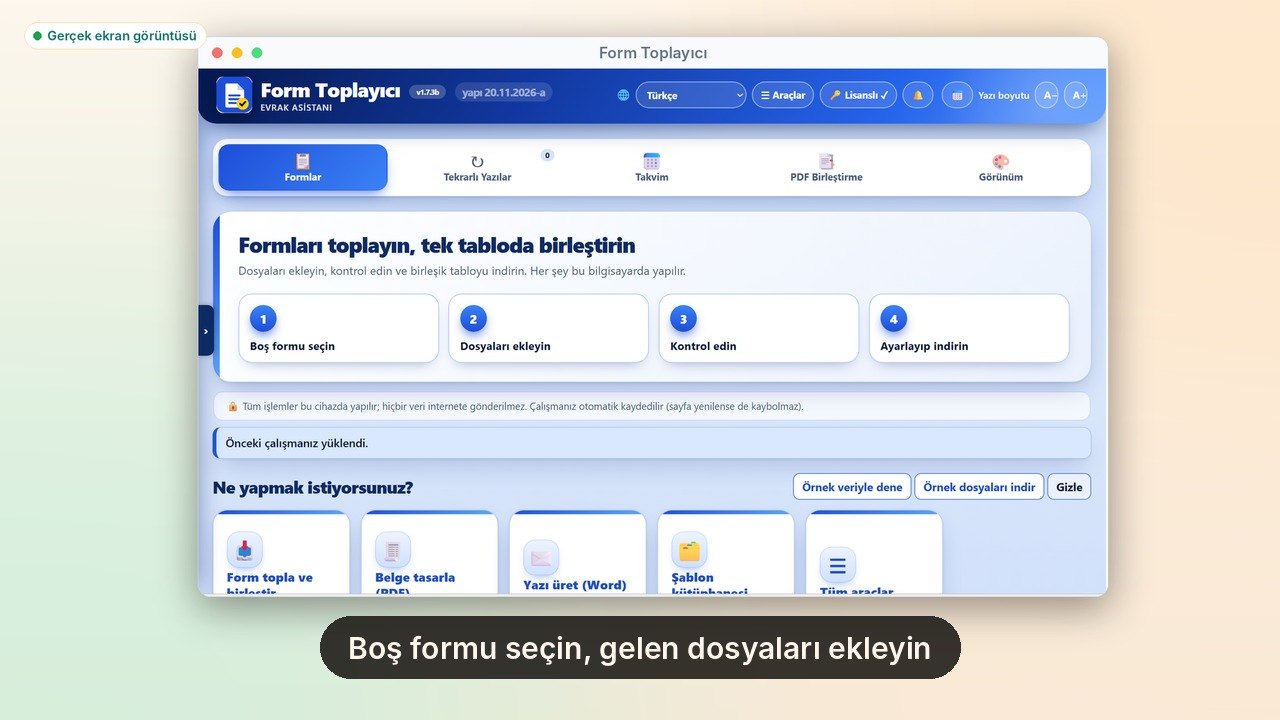 Gerçek ekran görüntüsü
Form Toplayıcı
Form Toplayıcı v1.7.3b yapı 20.11.2026-a
EVRAK ASİSTANI
Türkçe
Araçlar
Lisanslı ✓
Yazı boyutu A− A+
Formlar
Tekrarlı Yazılar 0
Takvim
PDF Birleştirme
Görünüm
Formları toplayın, tek tabloda birleştirin
Dosyaları ekleyin, kontrol edin ve birleşik tabloyu indirin. Her şey bu bilgisayarda yapılır.
1
Boş formu seçin
2
Dosyaları ekleyin
3
Kontrol edin
4
Ayarlayıp indirin
Tüm işlemler bu cihazda yapılır; hiçbir veri internete gönderilmez. Çalışmanız otomatik kaydedilir (sayfa yenilense de kaybolmaz).
Önceki çalışmanız yüklendi.
Ne yapmak istiyorsunuz?
Örnek veriyle dene
Örnek dosyaları indir
Gizle
Form topla ve
birleştir
Belge tasarla
(PDF)
Yazı üret (Word)
Şablon
kütüphanesi
Tüm araçlar
Boş formu seçin, gelen dosyaları ekleyin